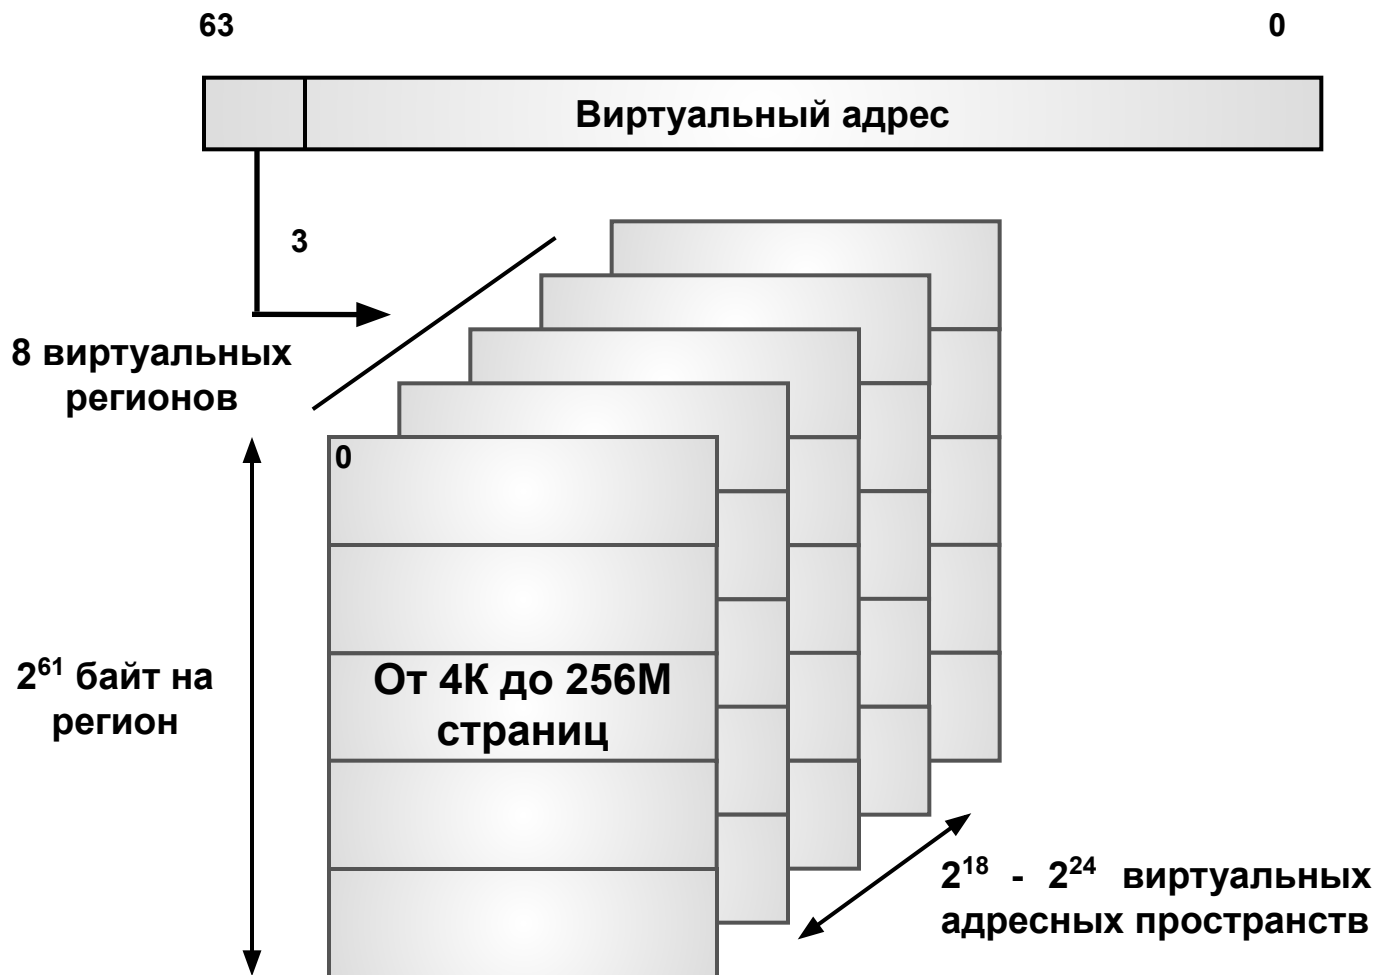 63
0
Виртуальный адрес
3
8 виртуальных
регионов
0
2⁶¹ байт на
регион
От 4К до 256М
страниц
2¹⁸ - 2²⁴ виртуальных
адресных пространств